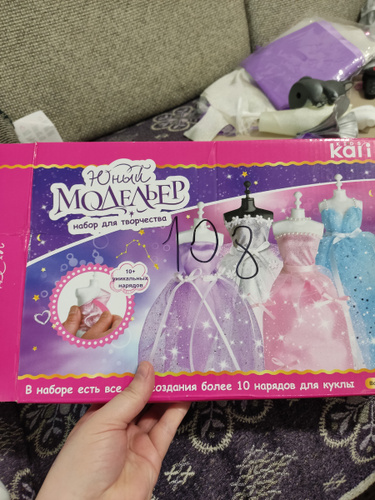 kari
Юный
МОДЕЛЬЕР
набор для творчества
108
10+
уникальных
нарядов
В наборе есть все создания более 10 нарядов для куклы